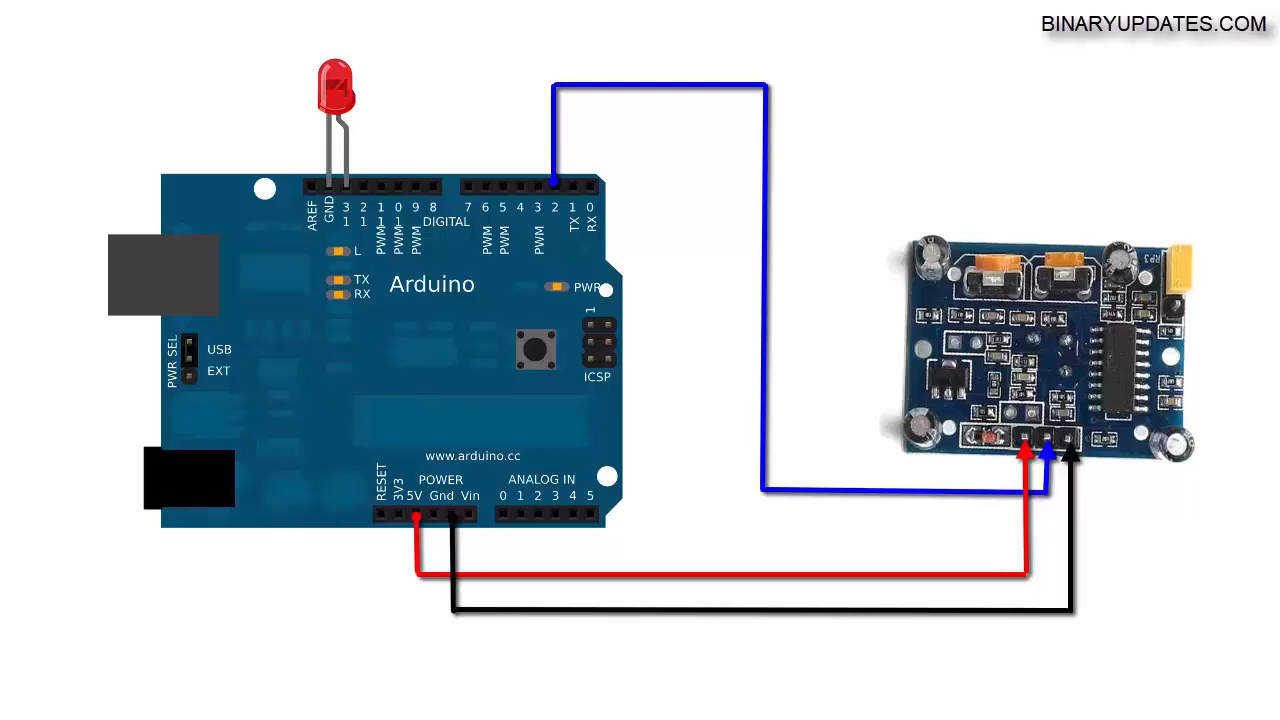 BINARYUPDATES.COM
AREF
GND
3 2 1 0 9 8
1 1 1 1
DIGITAL
7 6 5 4 3 2 1 0
PWM PWM PWM
PWM PWM PWM
TX RX
L
TX
RX
Arduino
PWR
1
ICSP
PWR SEL
USB
EXT
www.arduino.cc
RESET
3V3
POWER
5V Gnd Vin
ANALOG IN
0 1 2 3 4 5
RP3